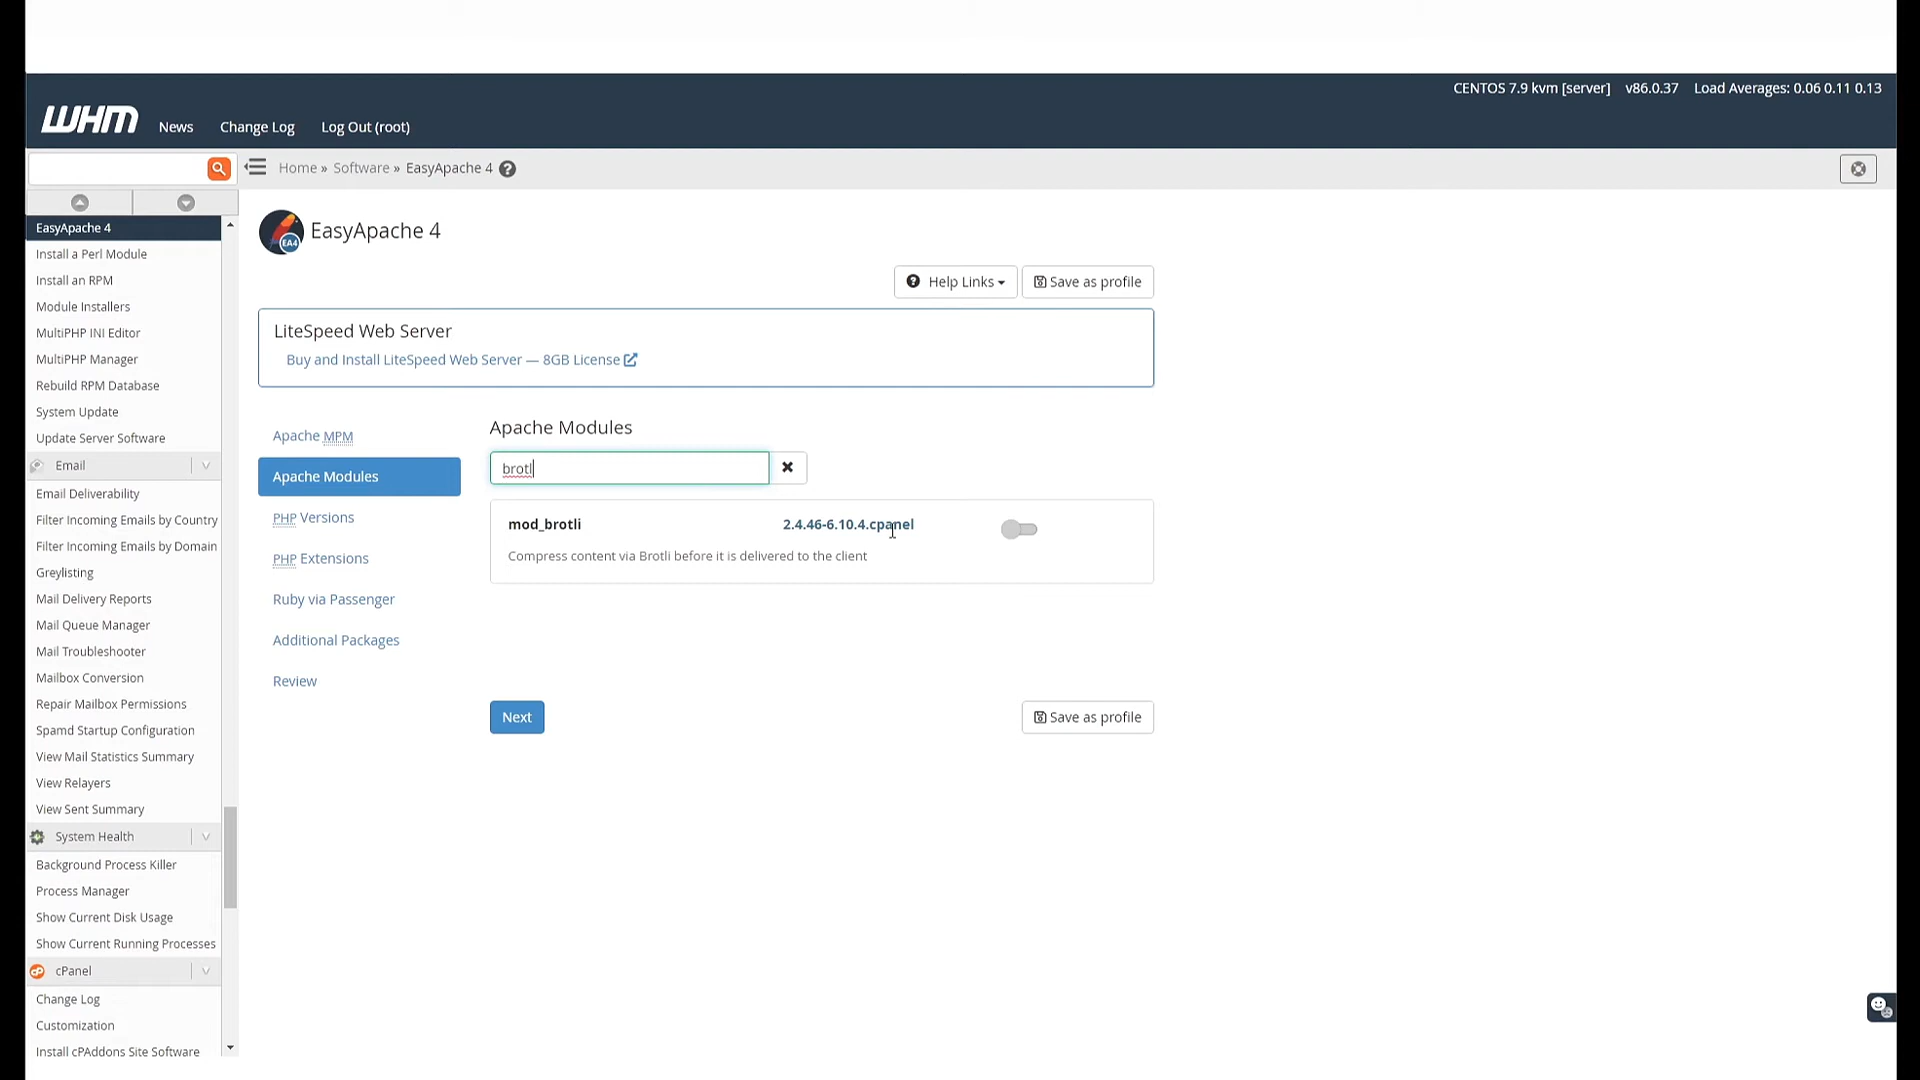 CENTOS 7.9 kvm [server] v86.0.37 Load Averages: 0.06 0.11 0.13
WHM News Change Log Log Out (root)
Home » Software » EasyApache 4
EasyApache 4
Install a Perl Module
Install an RPM
Module Installers
MultiPHP INI Editor
MultiPHP Manager
Rebuild RPM Database
System Update
Update Server Software
Email
Email Deliverability
Filter Incoming Emails by Country
Filter Incoming Emails by Domain
Greylisting
Mail Delivery Reports
Mail Queue Manager
Mail Troubleshooter
Mailbox Conversion
Repair Mailbox Permissions
Spamd Startup Configuration
View Mail Statistics Summary
View Relayers
View Sent Summary
System Health
Background Process Killer
Process Manager
Show Current Disk Usage
Show Current Running Processes
cPanel
Change Log
Customization
Install cPAddons Site Software
EA4
EasyApache 4
Help Links
Save as profile
LiteSpeed Web Server
Buy and Install LiteSpeed Web Server — 8GB License
Apache MPM
Apache Modules
PHP Versions
PHP Extensions
Ruby via Passenger
Additional Packages
Review
Apache Modules
brotl
mod_brotli 2.4.46-6.10.4.cpanel
Compress content via Brotli before it is delivered to the client
Next
Save as profile